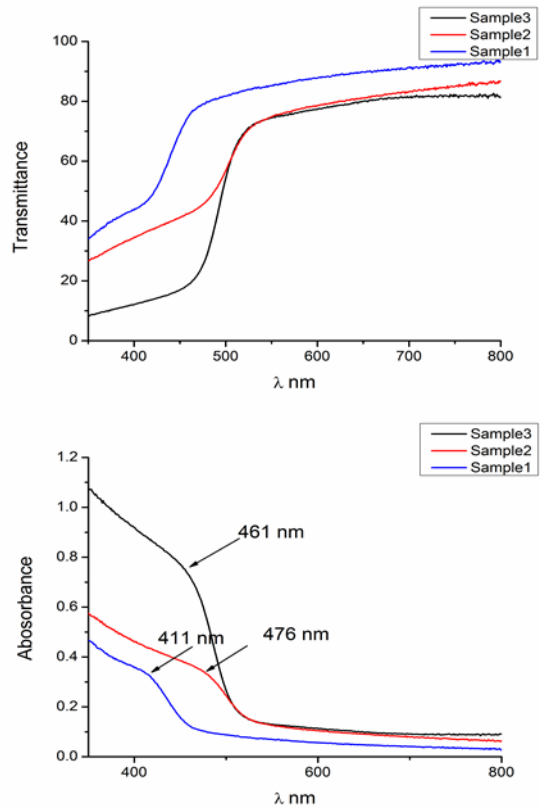 Sample3
Sample2
Sample1
100
80
60
40
20
0
Transmittance
400 500 600 700 800
λ nm
Sample3
Sample2
Sample1
1.2
1.0
0.8
0.6
0.4
0.2
0.0
Abosorbance
461 nm
411 nm
476 nm
400 600 800
λ nm